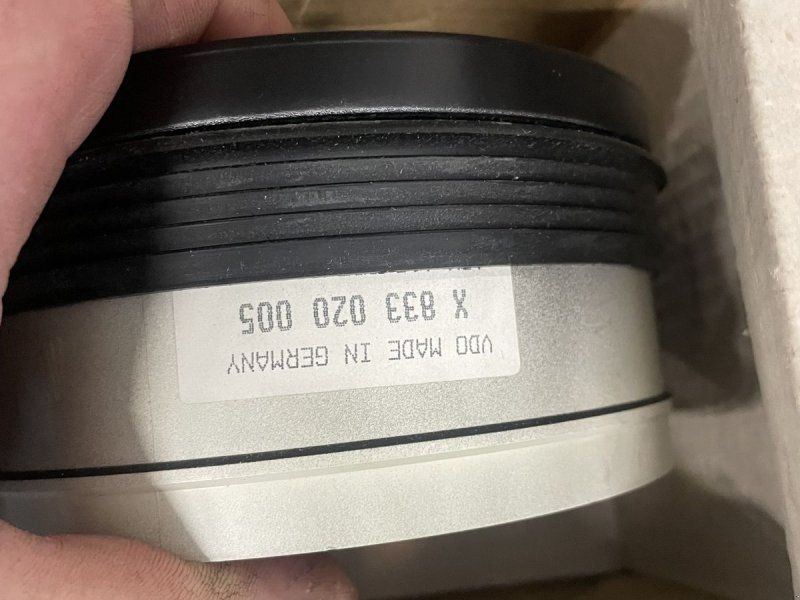 VDO MADE IN GERMANY
X 833 020 005